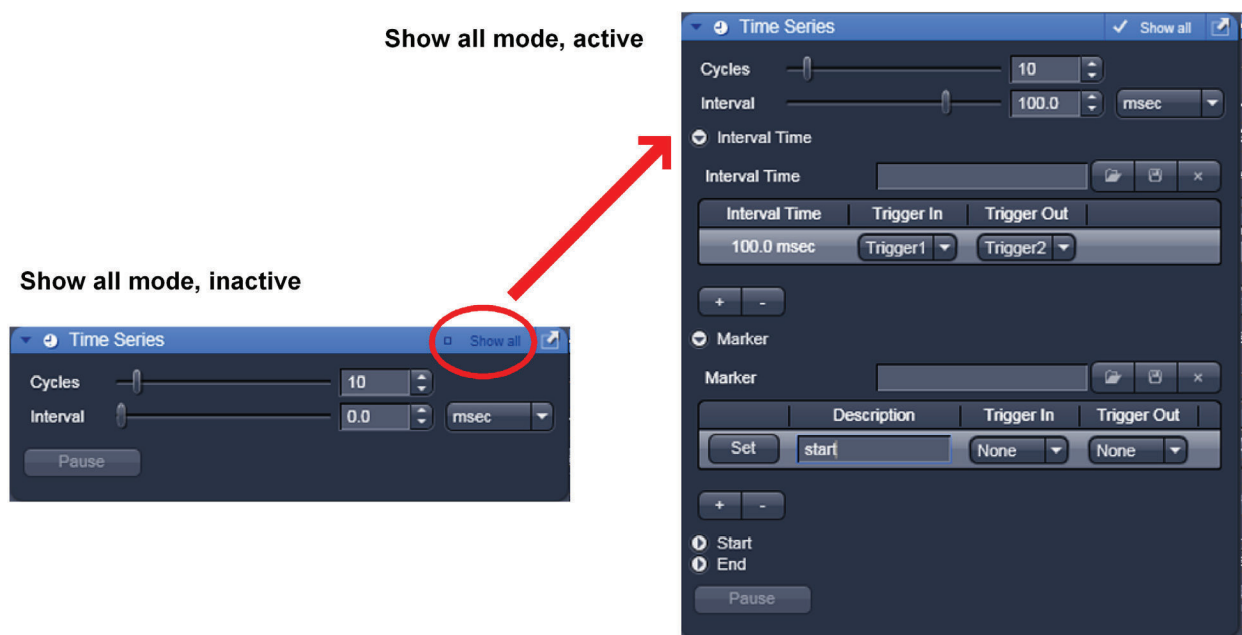 Show all mode, active
Time Series Show all
Cycles 10
Interval 100.0 msec
Interval Time
Interval Time
Interval Time Trigger In Trigger Out
100.0 msec Trigger1 Trigger2
+ -
Marker
Marker
Description Trigger In Trigger Out
Set start None None
+ -
Start
End
Pause
Show all mode, inactive
Time Series Show all
Cycles 10
Interval 0.0 msec
Pause